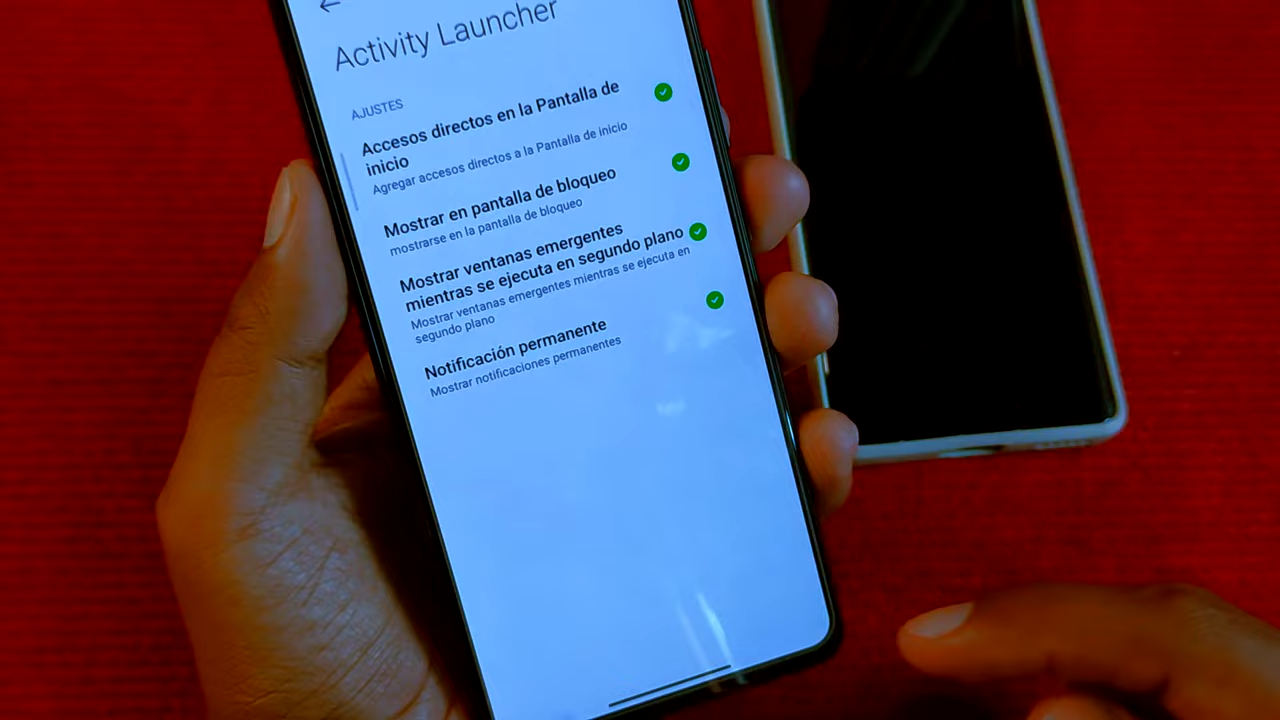 Activity Launcher
AJUSTES
Accesos directos en la Pantalla de
inicio
Agregar accesos directos a la Pantalla de inicio
Mostrar en pantalla de bloqueo
mostrarse en la pantalla de bloqueo
Mostrar ventanas emergentes
mientras se ejecuta en segundo plano
Mostrar ventanas emergentes mientras se ejecuta en
segundo plano
Notificación permanente
Mostrar notificaciones permanentes